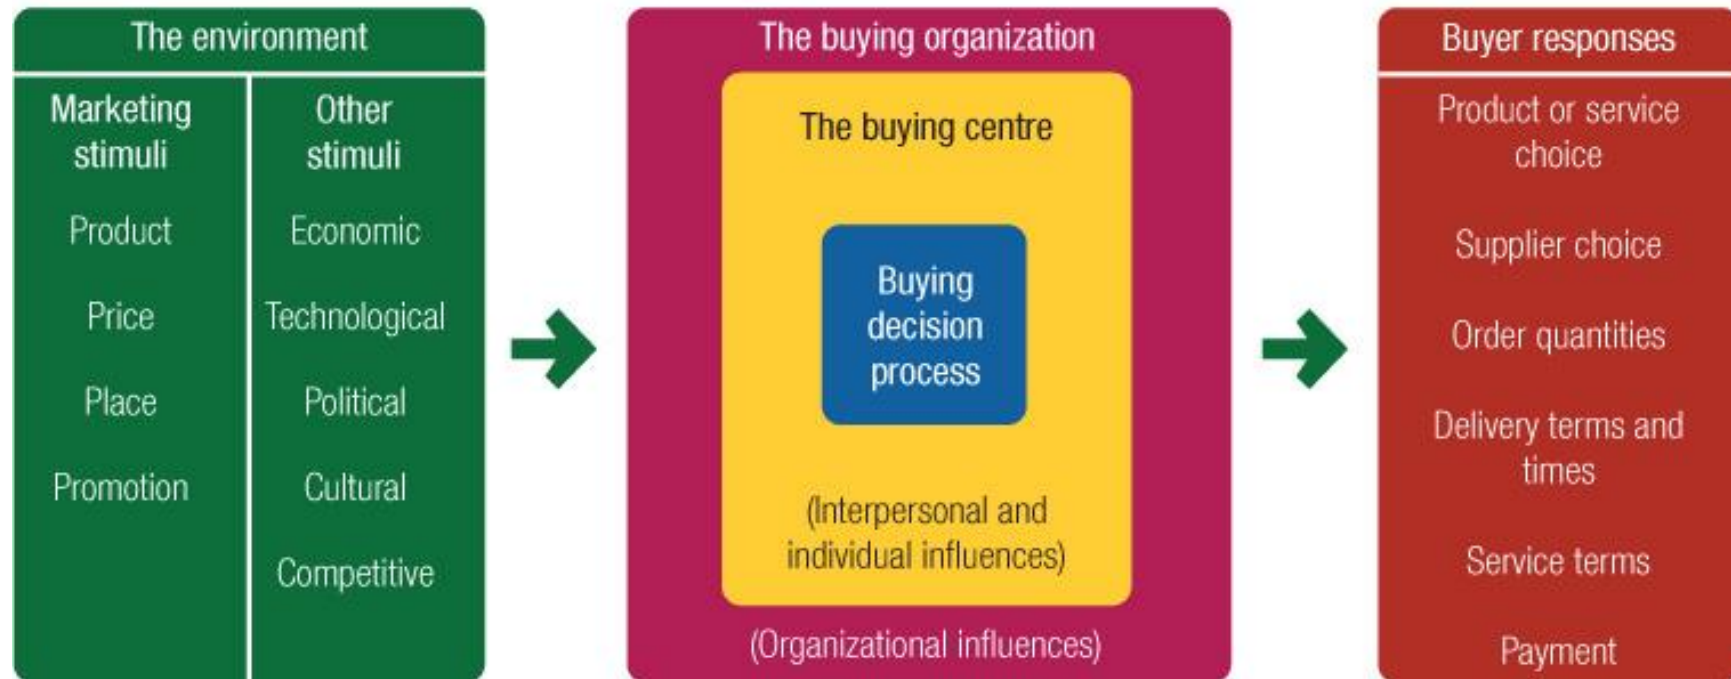 The environment
Marketing
stimuli
Product
Price
Place
Promotion
Other
stimuli
Economic
Technological
Political
Cultural
Competitive
The buying organization
The buying centre
Buying
decision
process
(Interpersonal and
individual influences)
(Organizational influences)
Buyer responses
Product or service
choice
Supplier choice
Order quantities
Delivery terms and
times
Service terms
Payment